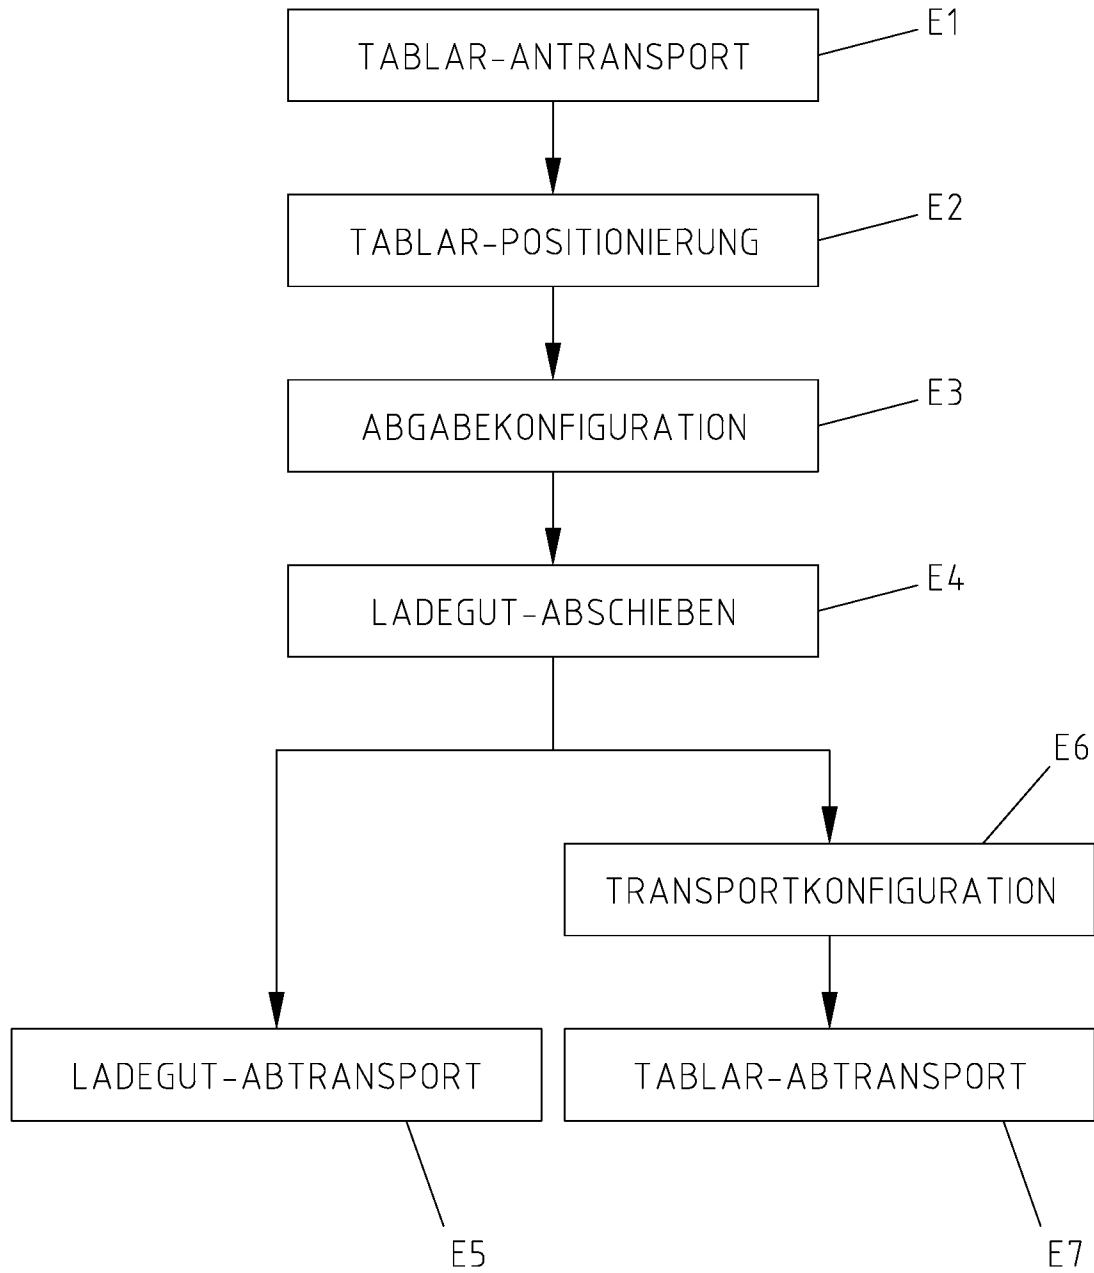 E1
TABLAR-ANTRANSPORT
E2
TABLAR-POSITIONIERUNG
E3
ABGABEKONFIGURATION
E4
LADEGUT-ABSCHIEBEN
E6
TRANSPORTKONFIGURATION
LADEGUT-ABTRANSPORT
TABLAR-ABTRANSPORT
E5
E7